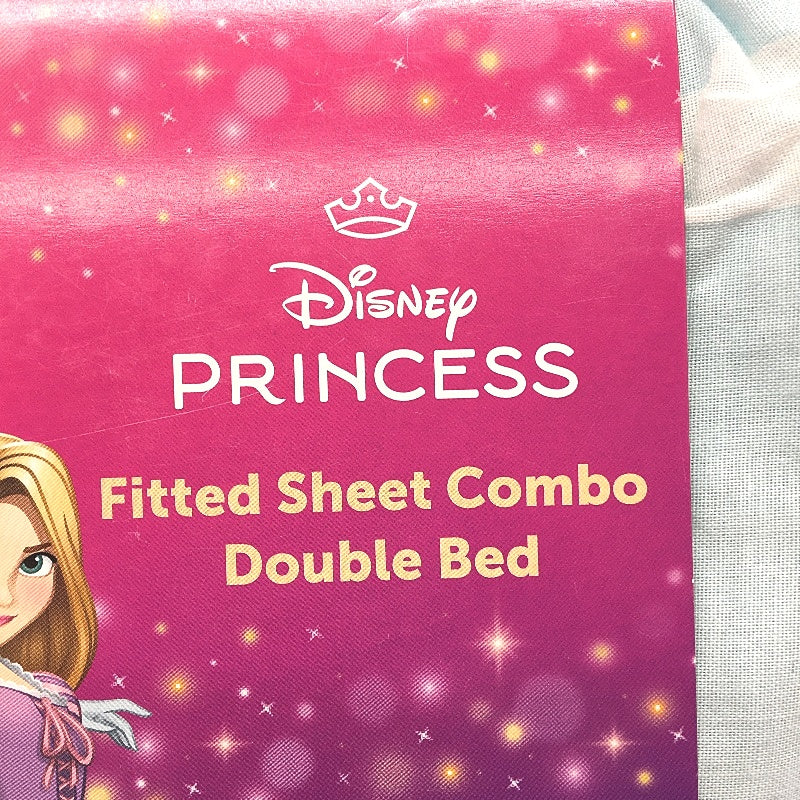 Disney
PRINCESS
Fitted Sheet Combo
Double Bed